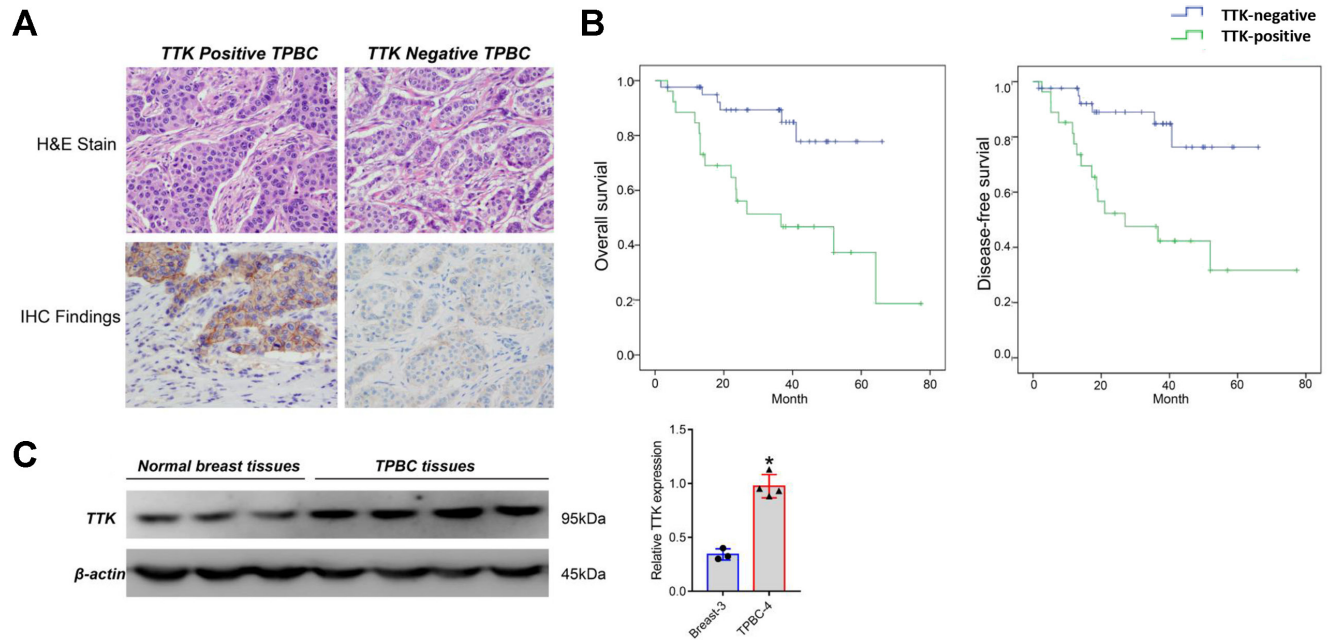 A
TTK Positive TPBC
TTK Negative TPBC
H&E Stain
IHC Findings
B
TTK-negative
TTK-positive
Overall survial
1.0
0.8
0.6
0.4
0.2
0.0
0 20 40 60 80
Month
Disease-free survial
1.0
0.8
0.6
0.4
0.2
0.0
0 20 40 60 80
Month
C
Normal breast tissues
TPBC tissues
TTK
95kDa
β-actin
45kDa
Relative TTK expression
1.5
1.0
0.5
0.0
*
Breast-3
TPBC-4